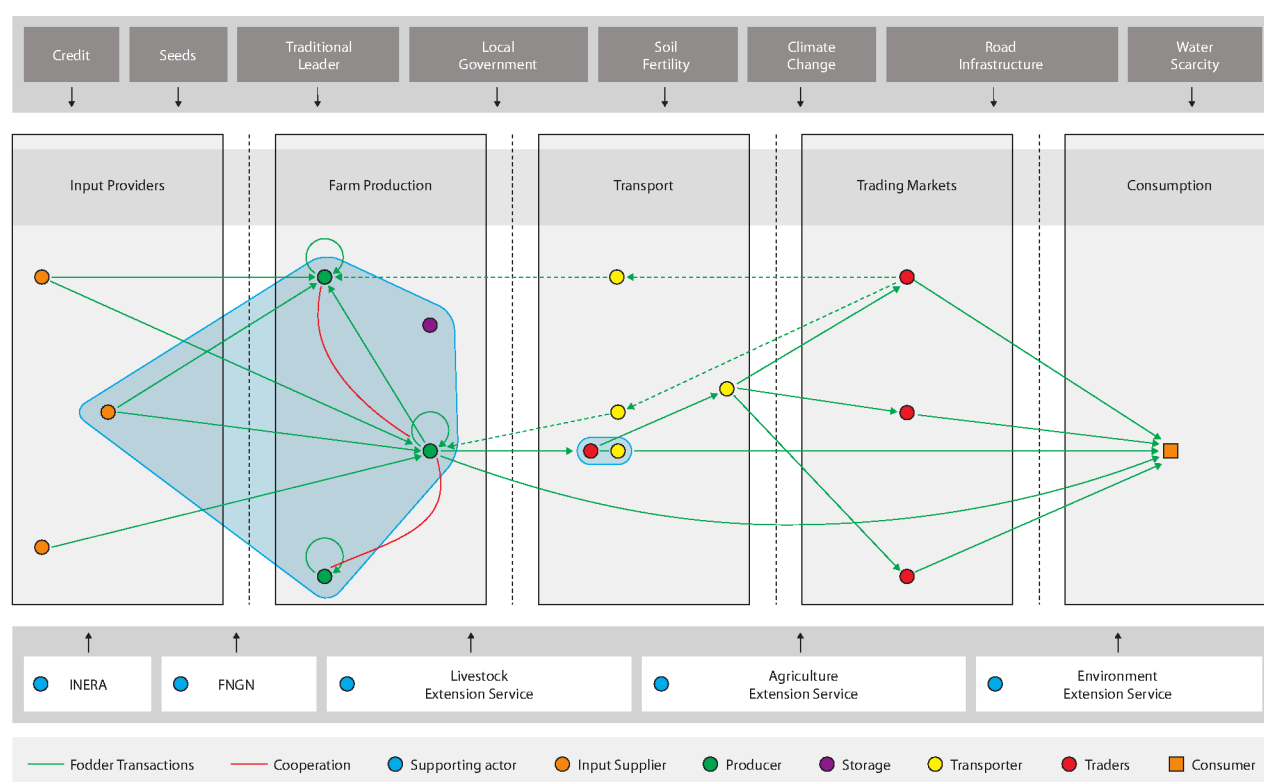 Credit
Seeds
Traditional
Leader
Local
Government
Soil
Fertility
Climate
Change
Road
Infrastructure
Water
Scarcity
Input Providers
Farm Production
Transport
Trading Markets
Consumption
INERA
FNGN
Livestock
Extension Service
Agriculture
Extension Service
Environment
Extension Service
Fodder Transactions
Cooperation
Supporting actor
Input Supplier
Producer
Storage
Transporter
Traders
Consumer